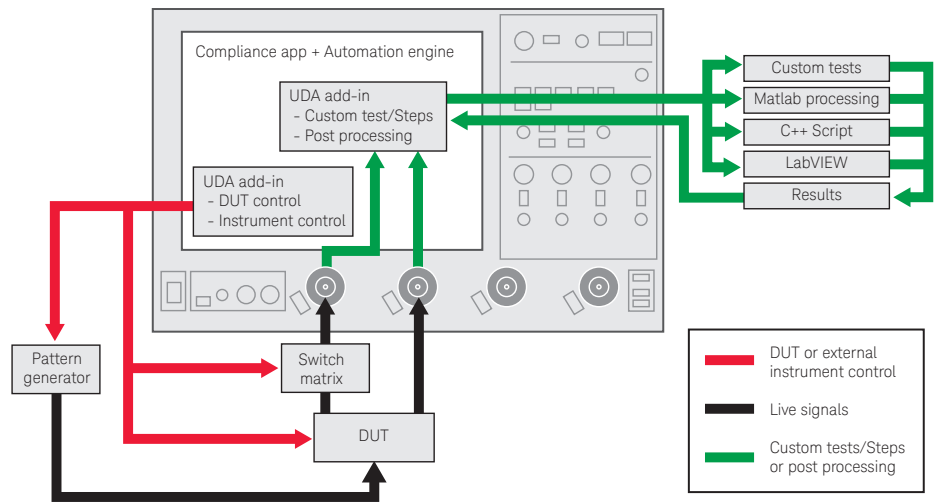 Compliance app + Automation engine
UDA add-in
- Custom test/Steps
- Post processing
UDA add-in
- DUT control
- Instrument control
Custom tests
Matlab processing
C++ Script
LabVIEW
Results
Pattern
generator
Switch
matrix
DUT
DUT or external
instrument control
Live signals
Custom tests/Steps
or post processing